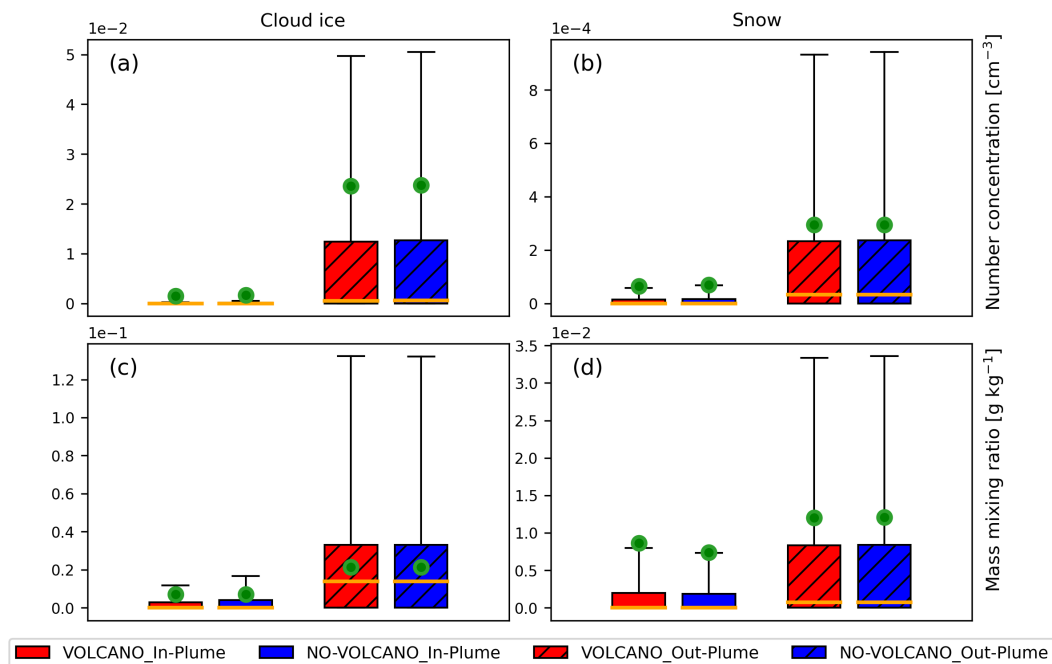 Cloud ice
Snow
1e−2
1e−4
(a)
(b)
5
4
3
2
1
0
8
6
4
2
0
Number concentration [cm⁻³]
1e−1
1e−2
(c)
(d)
1.2
1.0
0.8
0.6
0.4
0.2
0.0
3.5
3.0
2.5
2.0
1.5
1.0
0.5
0.0
Mass mixing ratio [g kg⁻¹]
VOLCANO_In-Plume NO-VOLCANO_In-Plume VOLCANO_Out-Plume NO-VOLCANO_Out-Plume